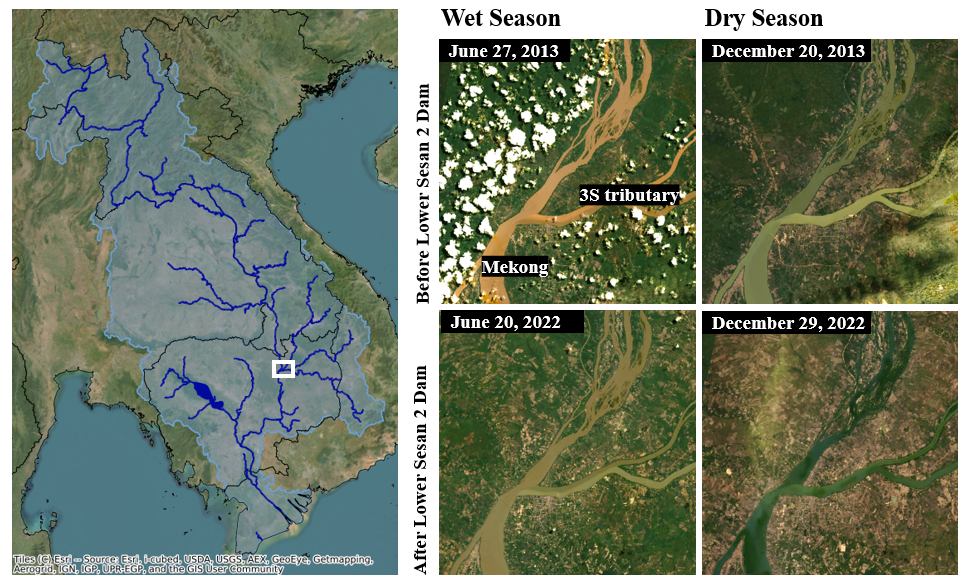 Wet Season
Dry Season
Before Lower Sesan 2 Dam
June 27, 2013
December 20, 2013
3S tributary
Mekong
After Lower Sesan 2 Dam
June 20, 2022
December 29, 2022
Tiles (C) Esri -- Source: Esri, i-cubed, USDA, USGS, AEX, GeoEye, Getmapping,
Aerogrid, IGN, IGP, UPR-EGP, and the GIS User Community